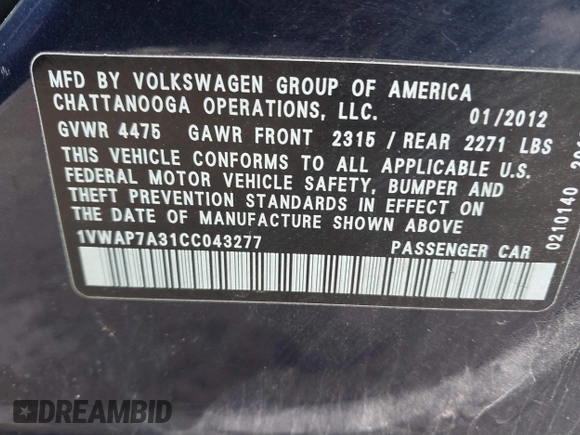 MFD BY VOLKSWAGEN GROUP OF AMERICA
CHATTANOOGA OPERATIONS, LLC. 01/2012
GVWR 4475 GAWR FRONT 2315 / REAR 2271 LBS
THIS VEHICLE CONFORMS TO ALL APPLICABLE U.S.
FEDERAL MOTOR VEHICLE SAFETY, BUMPER AND
THEFT PREVENTION STANDARDS IN EFFECT ON
THE DATE OF MANUFACTURE SHOWN ABOVE
1VWAP7A31CC043277 PASSENGER CAR
0210140
DREAMBID